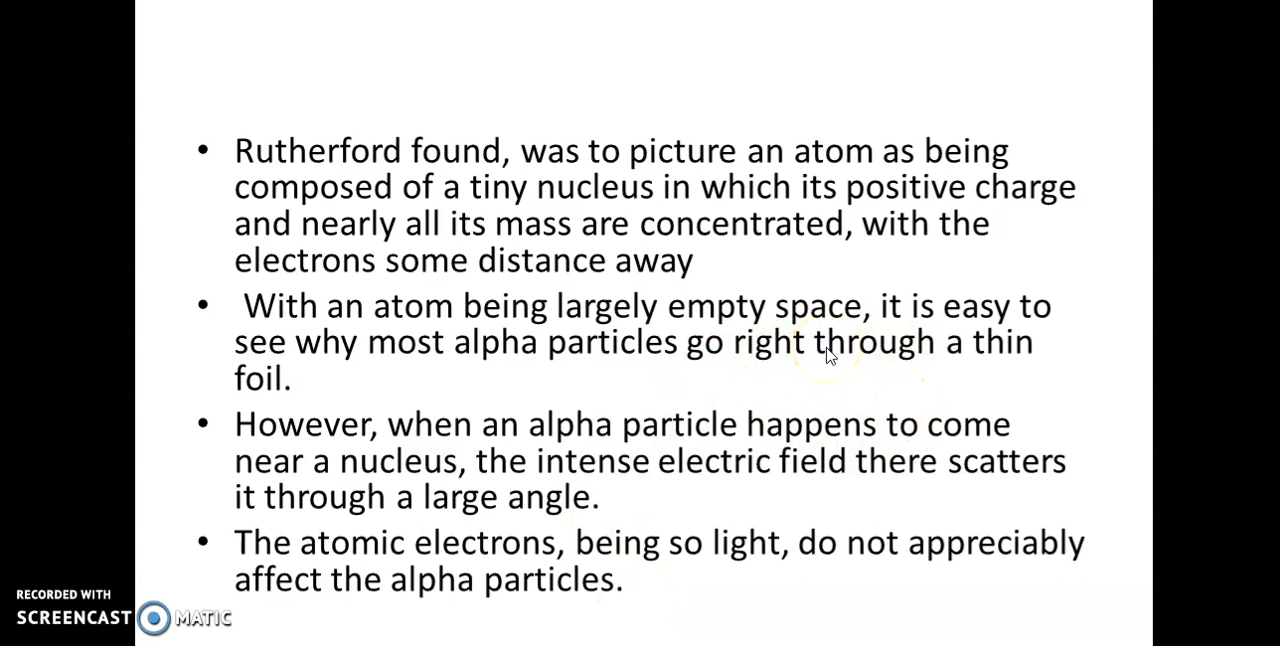 • Rutherford found, was to picture an atom as being
composed of a tiny nucleus in which its positive charge
and nearly all its mass are concentrated, with the
electrons some distance away
• With an atom being largely empty space, it is easy to
see why most alpha particles go right through a thin
foil.
• However, when an alpha particle happens to come
near a nucleus, the intense electric field there scatters
it through a large angle.
• The atomic electrons, being so light, do not appreciably
affect the alpha particles.
RECORDED WITH
SCREENCAST MATIC